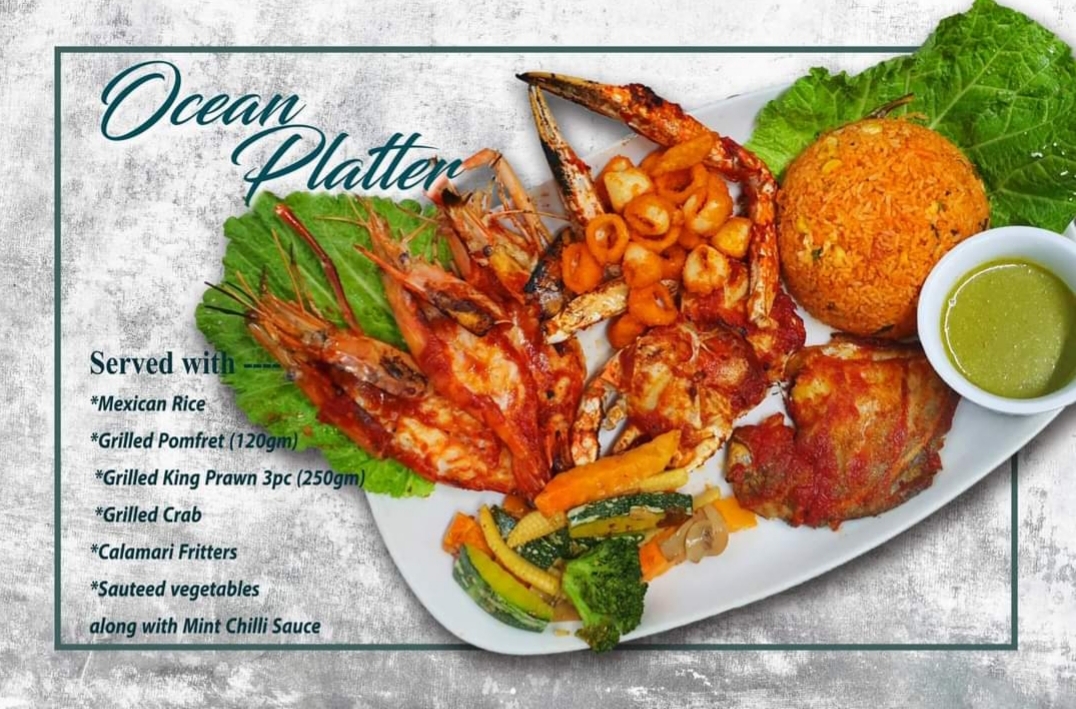 Ocean
Platter
Served with ----
*Mexican Rice
*Grilled Pomfret (120gm)
*Grilled King Prawn 3pc (250gm)
*Grilled Crab
*Calamari Fritters
*Sauteed vegetables
along with Mint Chilli Sauce